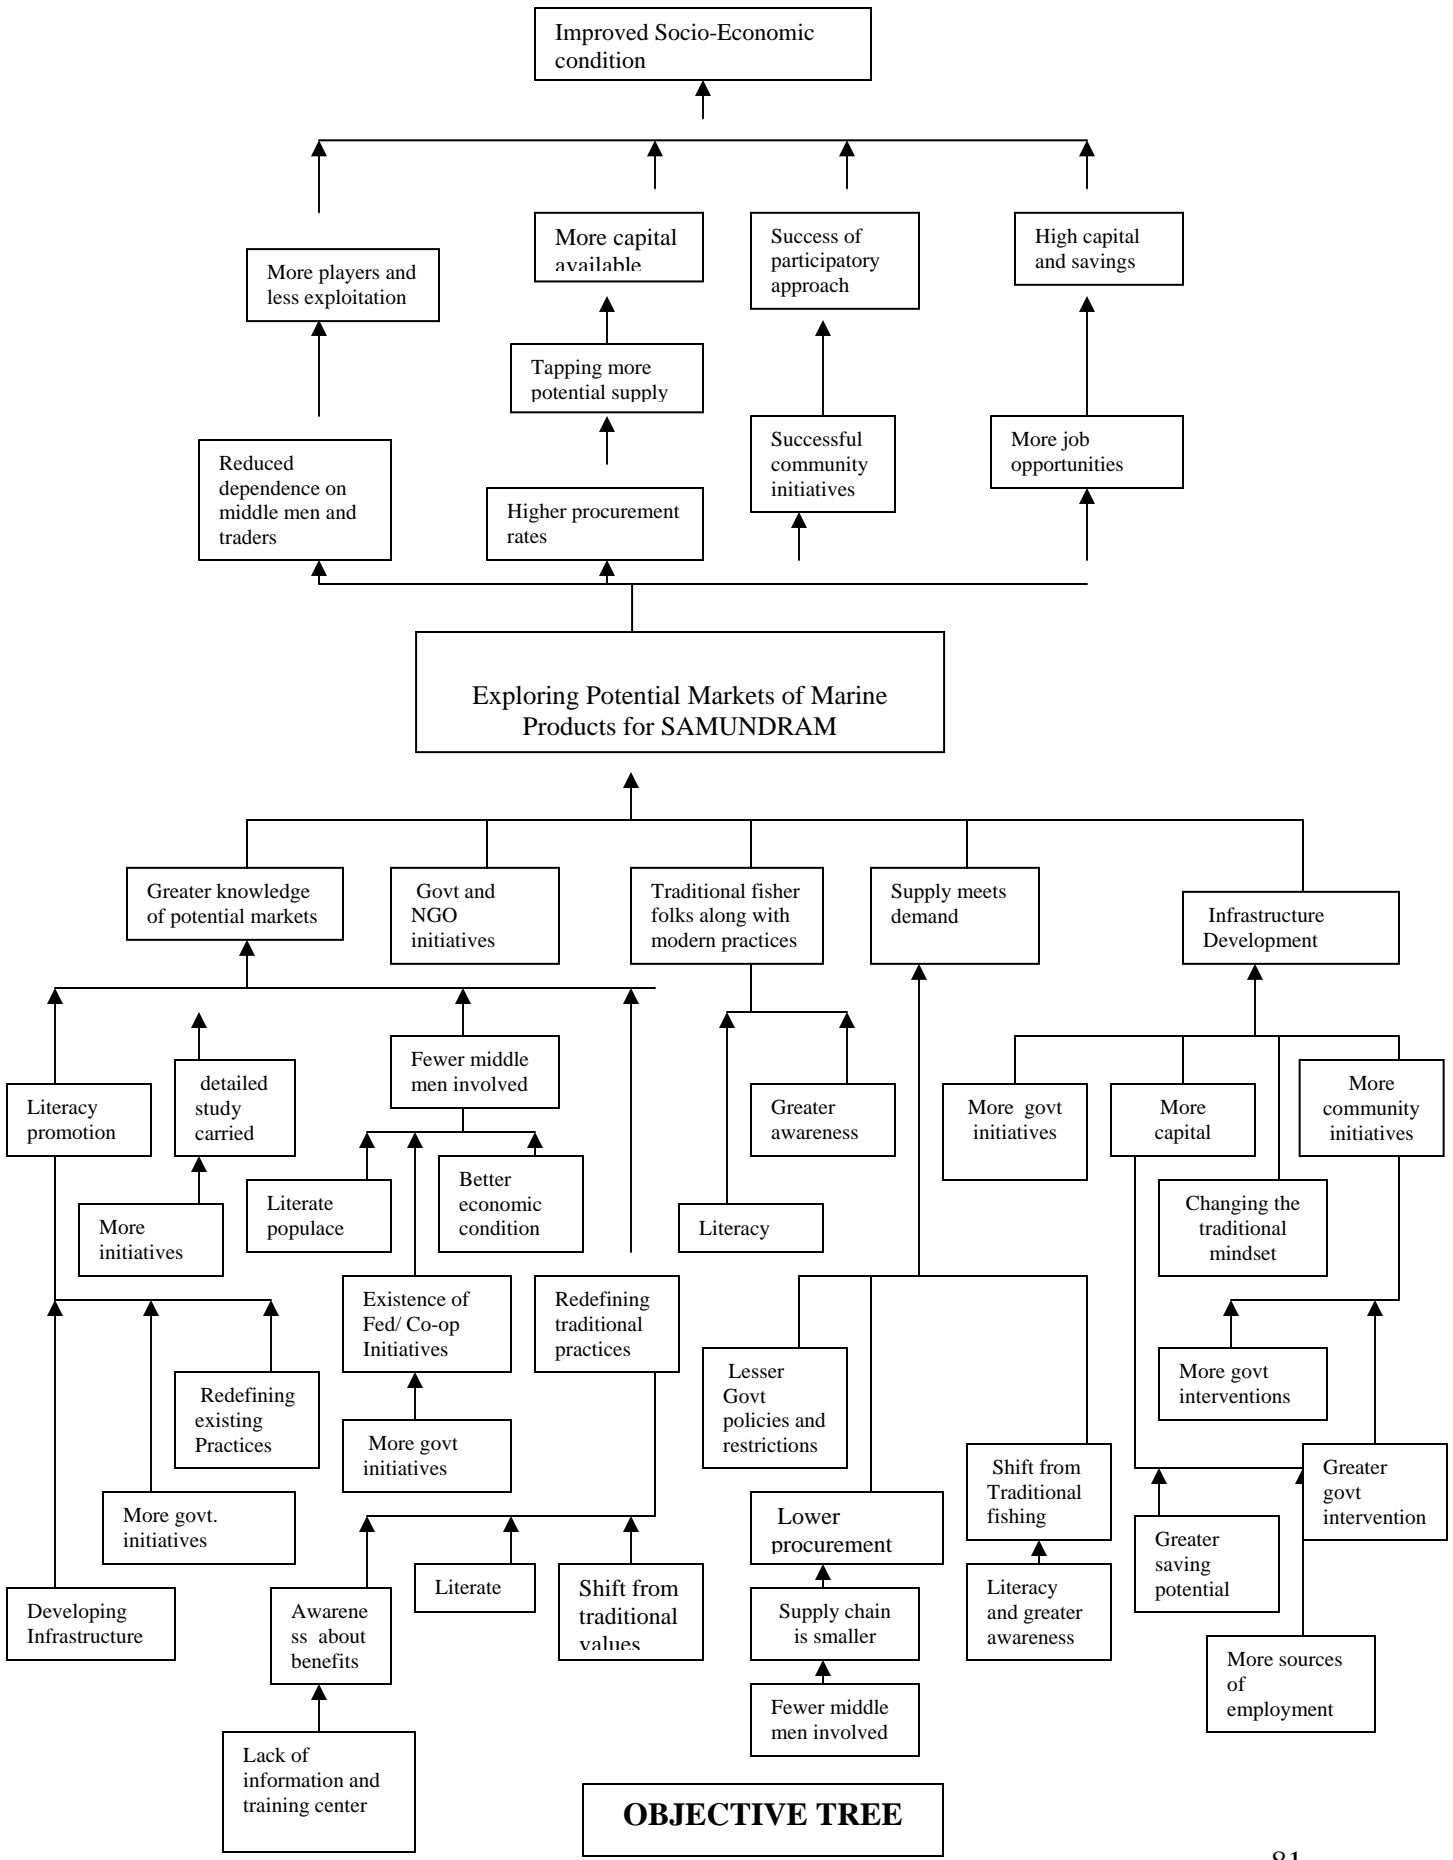 Improved Socio-Economic
condition
More players and
less exploitation
More capital
available
Success of
participatory
approach
High capital
and savings
Tapping more
potential supply
Reduced
dependence on
middle men and
traders
Higher procurement
rates
Successful
community
initiatives
More job
opportunities
Exploring Potential Markets of Marine
Products for SAMUNDRAM
Greater knowledge
of potential markets
Govt and
NGO
initiatives
Traditional fisher
folks along with
modern practices
Supply meets
demand
Infrastructure
Development
Literacy
promotion
detailed
study
carried
Fewer middle
men involved
Greater
awareness
More govt
initiatives
More
capital
More
community
initiatives
More
initiatives
Literate
populace
Better
economic
condition
Literacy
Changing the
traditional
mindset
Existence of
Fed/ Co-op
Initiatives
Redefining
traditional
practices
Redefining
existing
Practices
More govt
initiatives
Lesser
Govt
policies and
restrictions
More govt
interventions
More govt.
initiatives
Lower
procurement
Shift from
Traditional
fishing
Greater
saving
potential
Greater
govt
intervention
Developing
Infrastructure
Awarene
ss about
benefits
Literate
Shift from
traditional
values
Supply chain
is smaller
Literacy
and greater
awareness
More sources
of
employment
Fewer middle
men involved
Lack of
information and
training center
OBJECTIVE TREE
81